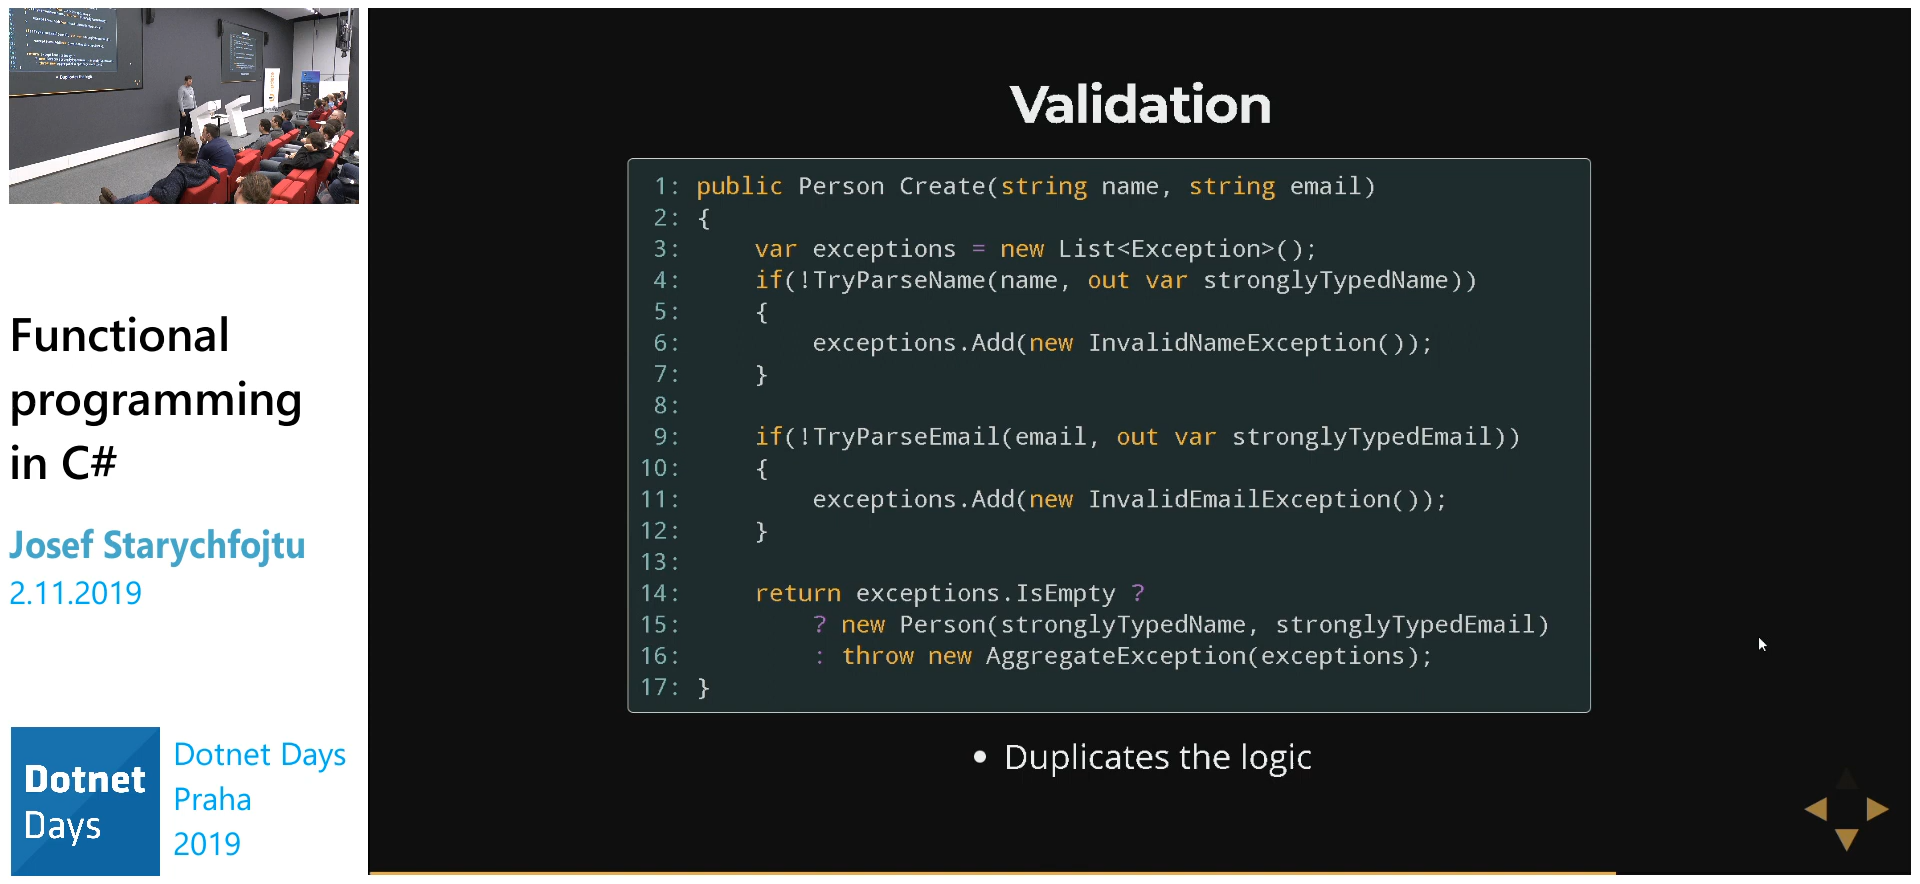 Functional
programming
in C#
Josef Starychfojtu
2.11.2019
Dotnet
Days
Dotnet Days
Praha
2019
Validation
1: public Person Create(string name, string email)
2: {
3:     var exceptions = new List<Exception>();
4:     if(!TryParseName(name, out var stronglyTypedName))
5:     {
6:         exceptions.Add(new InvalidNameException());
7:     }
8:
9:     if(!TryParseEmail(email, out var stronglyTypedEmail))
10:     {
11:         exceptions.Add(new InvalidEmailException());
12:     }
13:
14:     return exceptions.IsEmpty ?
15:         ? new Person(stronglyTypedName, stronglyTypedEmail)
16:         : throw new AggregateException(exceptions);
17: }
• Duplicates the logic